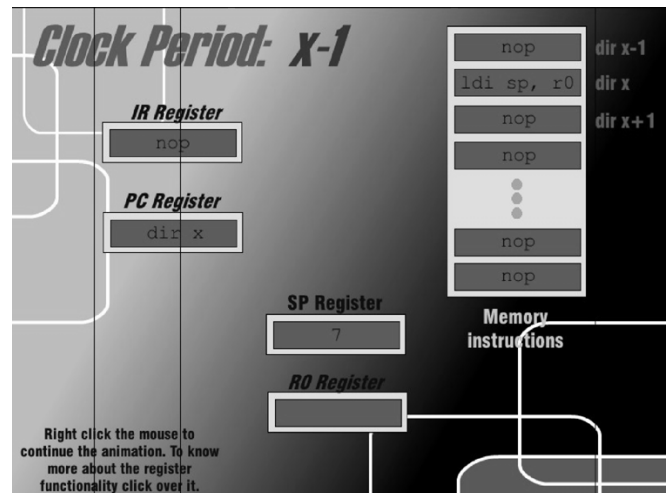 Clock Period: x-1
nop
dir x-1
ldi sp, r0
dir x
nop
dir x+1
nop
nop
nop
Memory
instructions
IR Register
nop
PC Register
dir x
SP Register
7
RO Register
Right click the mouse to
continue the animation. To know
more about the register
functionality click over it.